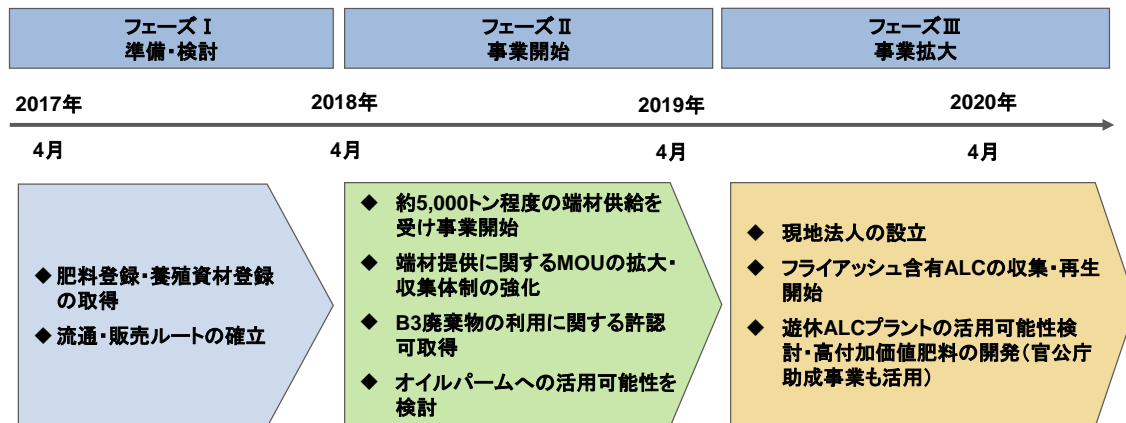 フェーズⅠ
準備・検討
フェーズⅡ
事業開始
フェーズⅢ
事業拡大
2017年
2018年
2019年
2020年
4月
4月
4月
4月
◆ 肥料登録・養殖資材登録
の取得
◆ 流通・販売ルートの確立
◆ 約5,000トン程度の端材供給を
受け事業開始
◆ 端材提供に関するMOUの拡大・
収集体制の強化
◆ B3廃棄物の利用に関する許認
可取得
◆ オイルパームへの活用可能性を
検討
◆ 現地法人の設立
◆ フライアッシュ含有ALCの収集・再生
開始
◆ 遊休ALCプラントの活用可能性検
討・高付加価値肥料の開発(官公庁
助成事業も活用)